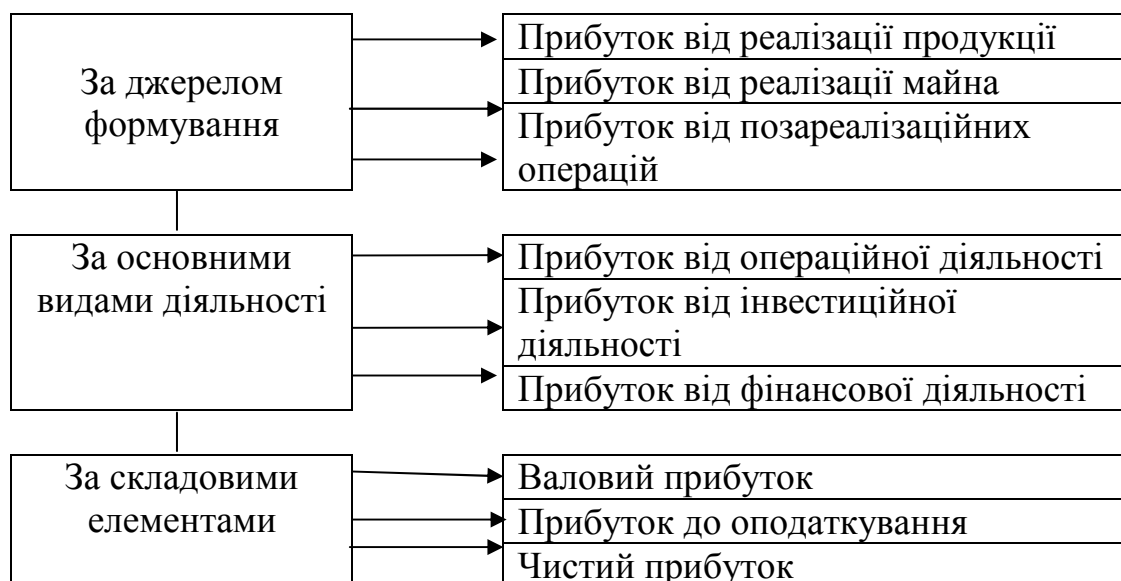 За джерелом
формування
Прибуток від реалізації продукції
Прибуток від реалізації майна
Прибуток від позареалізаційних
операцій
За основними
видами діяльності
Прибуток від операційної діяльності
Прибуток від інвестиційної
діяльності
Прибуток від фінансової діяльності
За складовими
елементами
Валовий прибуток
Прибуток до оподаткування
Чистий прибуток